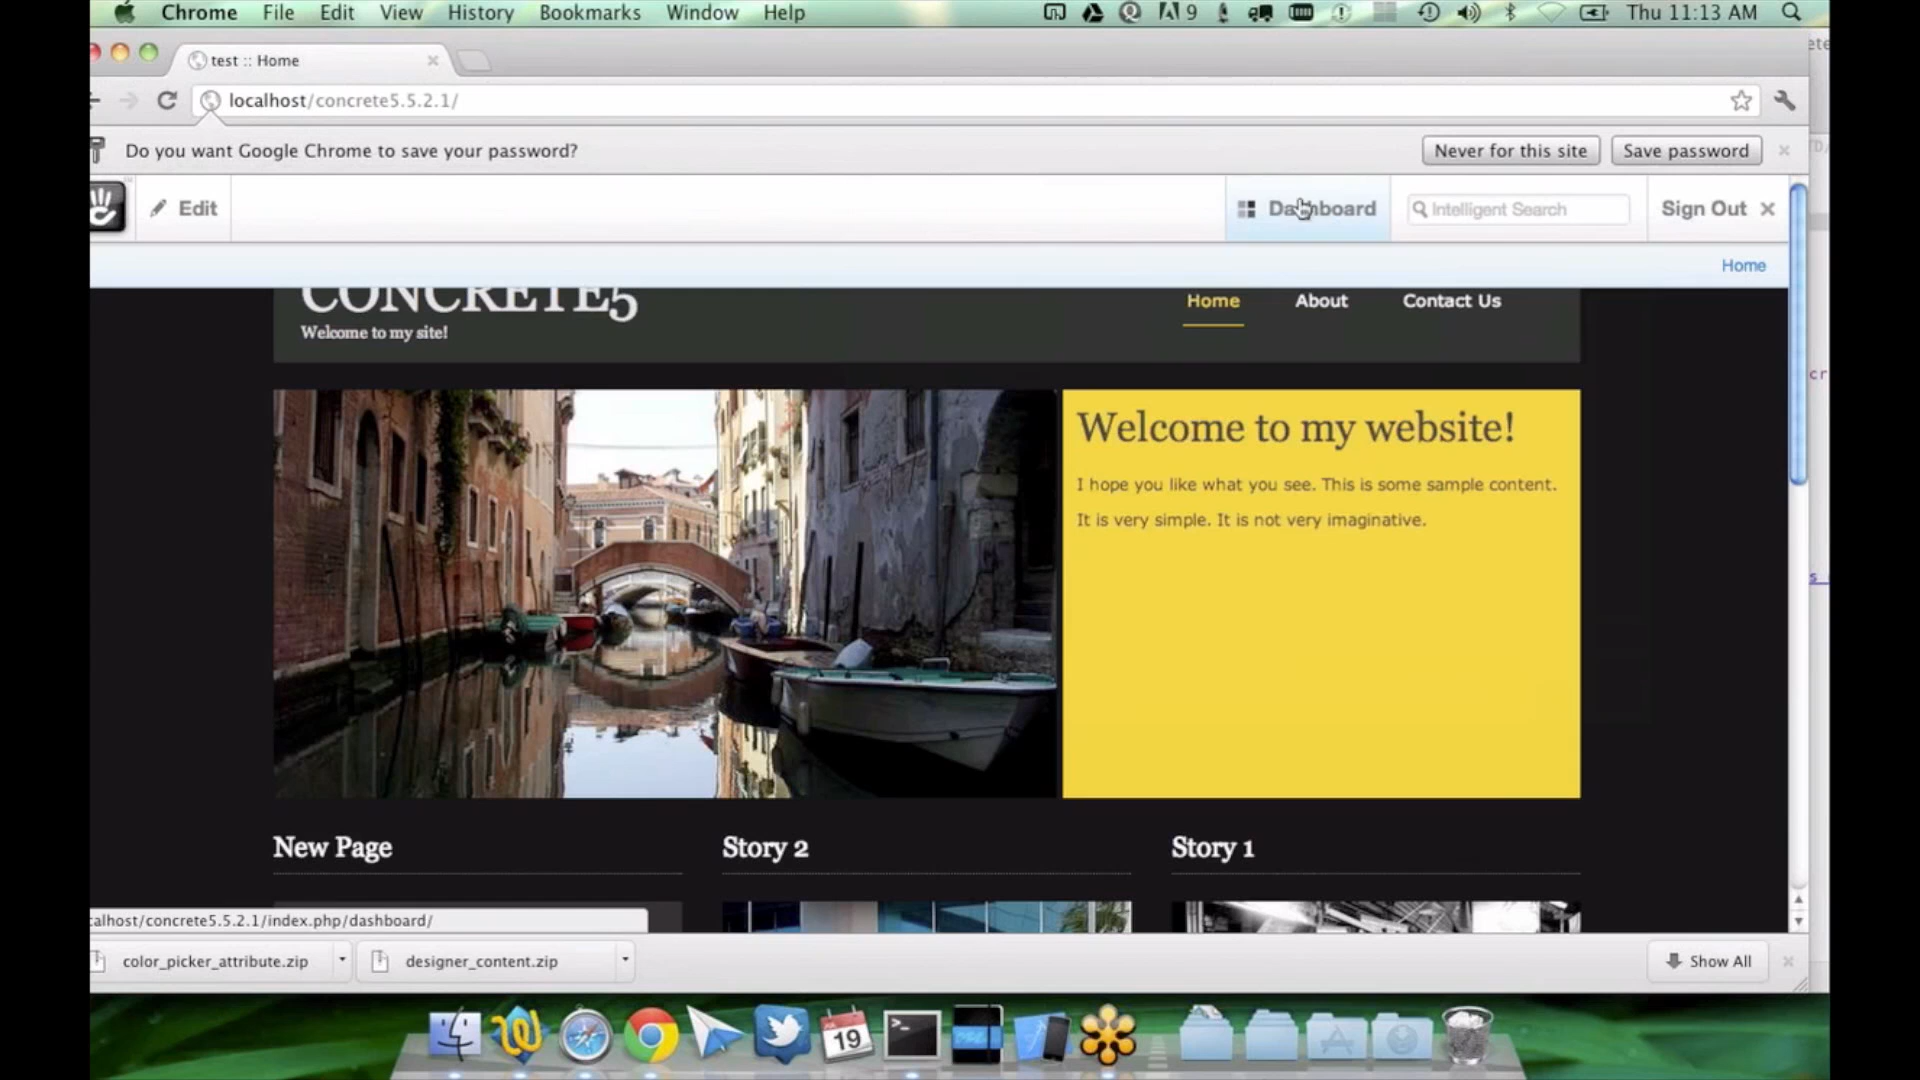 Chrome File Edit View History Bookmarks Window Help 9 Thu 11:13 AM
test :: Home
localhost/concrete5.5.2.1/
Do you want Google Chrome to save your password? Never for this site Save password
Edit Dashboard Intelligent Search Sign Out
Home
CONCRETE5
Welcome to my site!
Home About Contact Us
Welcome to my website!
I hope you like what you see. This is some sample content.
It is very simple. It is not very imaginative.
New Page Story 2 Story 1
calhost/concrete5.5.2.1/index.php/dashboard/
color_picker_attribute.zip designer_content.zip Show All
19